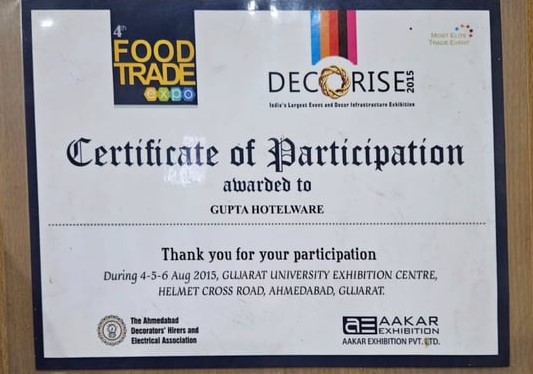 4th
FOOD
TRADE
expo
DECORISE 2015
India's Largest Event and Decor Infrastructure Exhibition
MOST ELITE
TRADE EVENT
Certificate of Participation
awarded to
GUPTA HOTELWARE
Thank you for your participation
During 4-5-6 Aug 2015, GUJARAT UNIVERSITY EXHIBITION CENTRE,
HELMET CROSS ROAD, AHMEDABAD, GUJARAT.
The Ahmedabad
Decorators' Hirers and
Electrical Association
AE AAKAR
EXHIBITION
AAKAR EXHIBITION PVT. LTD.